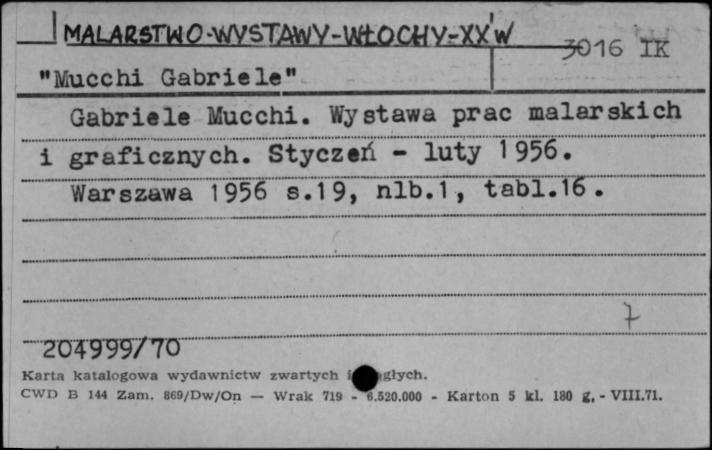 MALARSTWO-WYSTAWY-WŁOCHY-XX W
3016 IK
"Mucchi Gabriele"
Gabriele Mucchi. Wystawa prac malarskich
i graficznych. Styczeń - luty 1956.
Warszawa 1956 s.19, nlb.1, tabl.16.
7
204999/70
Karta katalogowa wydawnictw zwartych i głych.
CWD B 144 Zam. 869/Dw/On — Wrak 719 - 6.520.000 - Karton 5 kl. 180 g. - VIII.71.